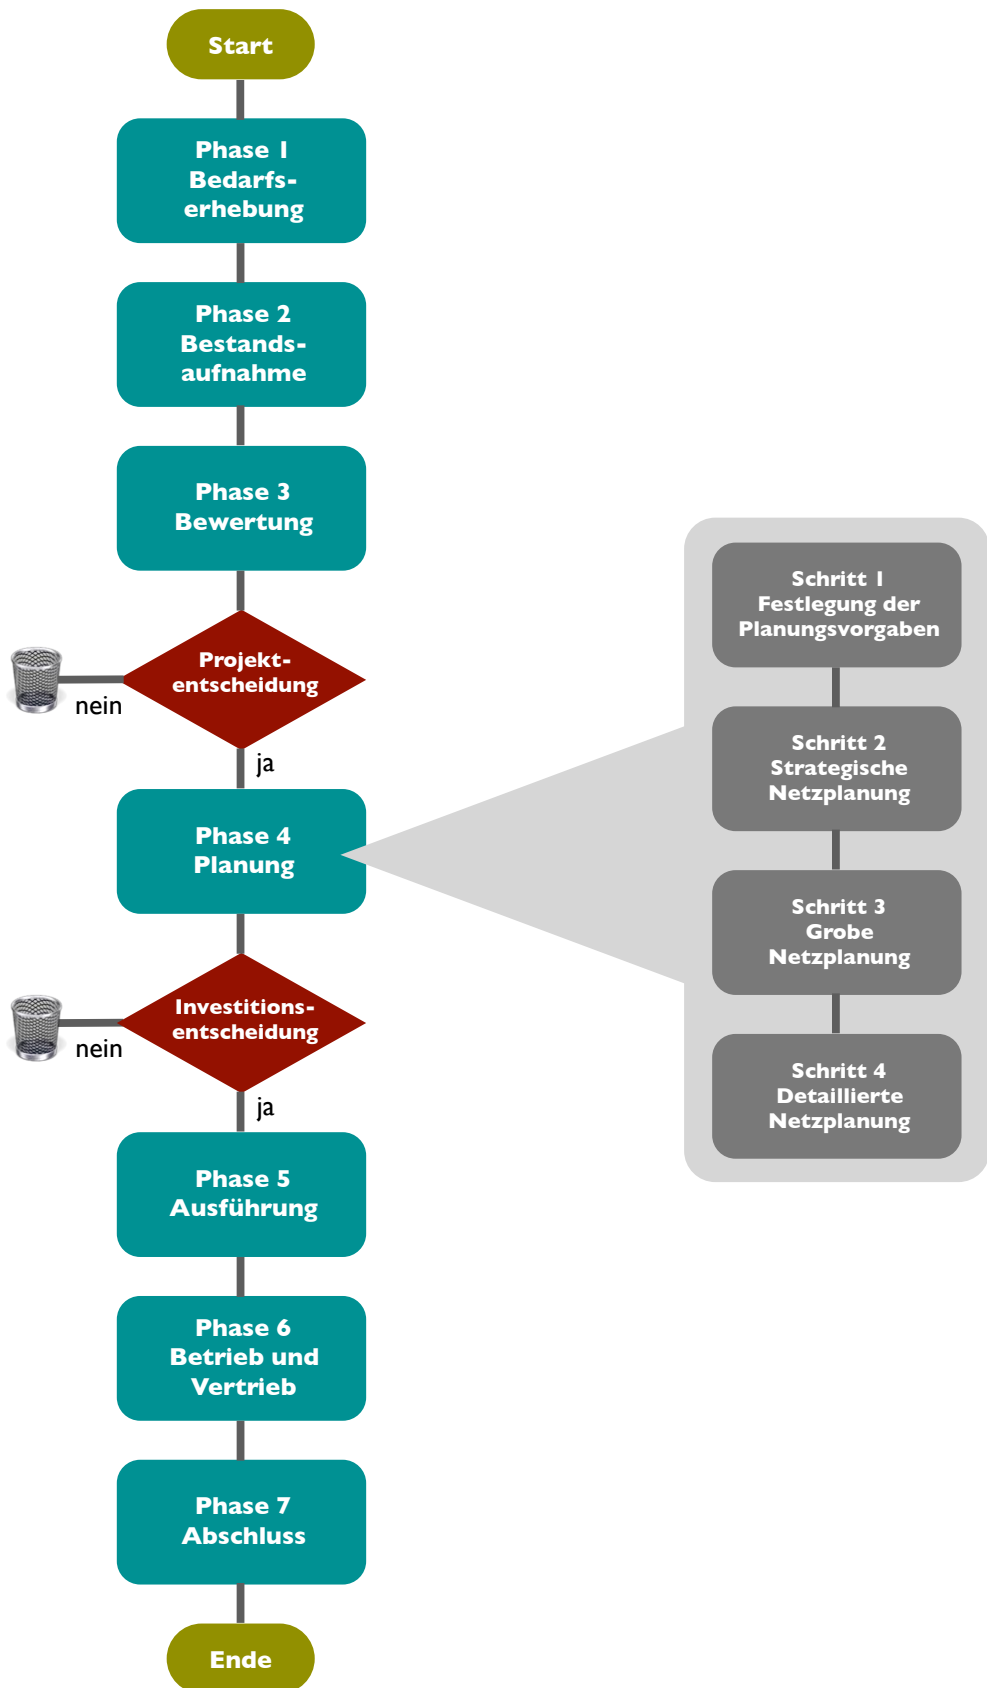 Start
Phase 1
Bedarfs-
erhebung
Phase 2
Bestands-
aufnahme
Phase 3
Bewertung
Projekt-
entscheidung
nein
ja
Phase 4
Planung
Investitions-
entscheidung
nein
ja
Phase 5
Ausführung
Phase 6
Betrieb und
Vertrieb
Phase 7
Abschluss
Ende
Schritt 1
Festlegung der
Planungsvorgaben
Schritt 2
Strategische
Netzplanung
Schritt 3
Grobe
Netzplanung
Schritt 4
Detaillierte
Netzplanung